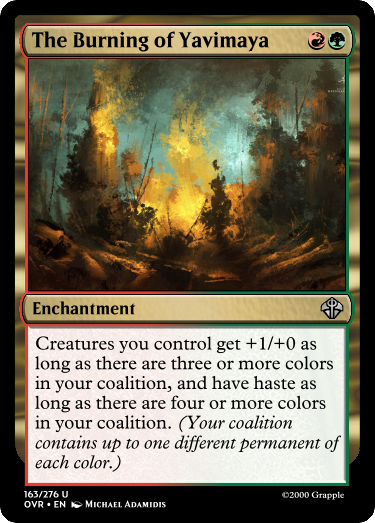 The Burning of Yavimaya
Enchantment
Creatures you control get +1/+0 as
long as there are three or more colors
in your coalition, and have haste as
long as there are four or more colors
in your coalition. (Your coalition
contains up to one different permanent of
each color.)
163/276 U
OVR • EN Michael Adamidis
©2000 Grapple